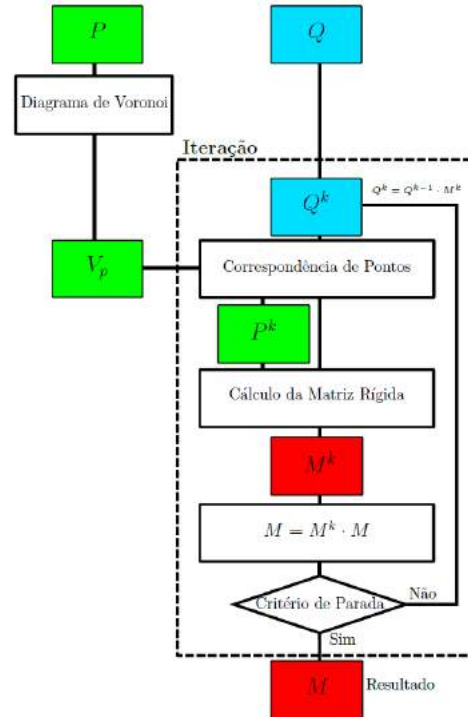 P
Q
Diagrama de Voronoi
Iteração
Q^k = Q^{k-1} · M^k
Q^k
V_p
Correspondência de Pontos
P^k
Cálculo da Matriz Rígida
M^k
M = M^k · M
Critério de Parada
Não
Sim
M
Resultado